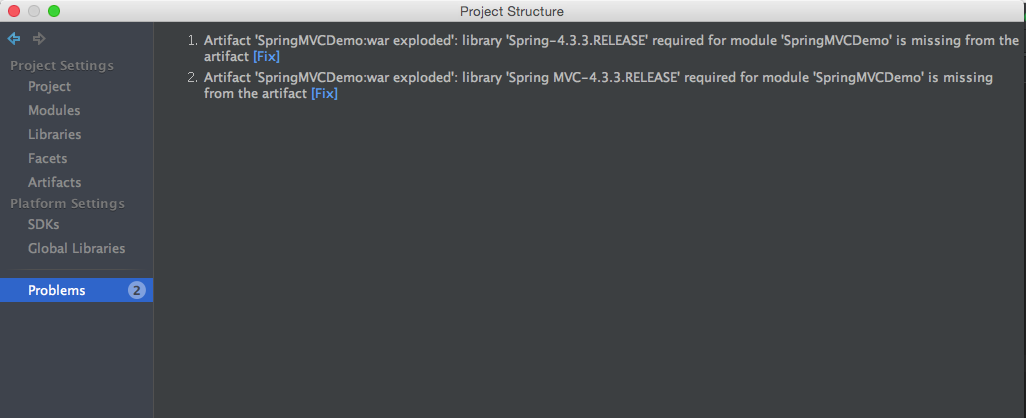 Project Structure
Project Settings
Project
Modules
Libraries
Facets
Artifacts
Platform Settings
SDKs
Global Libraries
Problems 2
1. Artifact 'SpringMVCDemo:war exploded': library 'Spring-4.3.3.RELEASE' required for module 'SpringMVCDemo' is missing from the
artifact [Fix]
2. Artifact 'SpringMVCDemo:war exploded': library 'Spring MVC-4.3.3.RELEASE' required for module 'SpringMVCDemo' is missing
from the artifact [Fix]